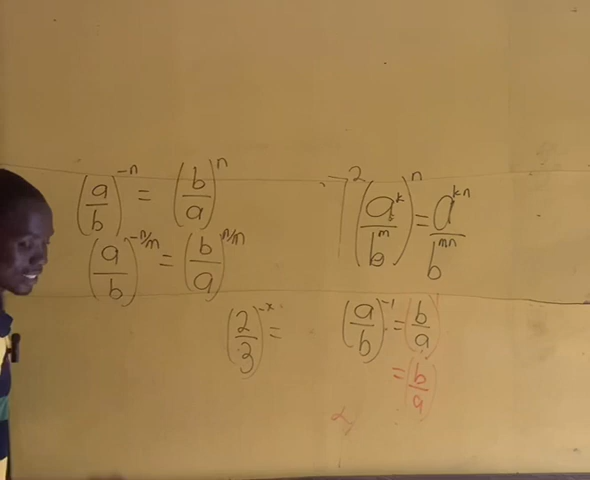 (a/b)^-n = (b/a)^n
(a/b)^-n/m = (b/a)^n/m
(2/3)^-x =
2 (a^k/b^m)^n = a^kn/b^mn
(a/b)^-1 = (b/a)
= (b/a)
2